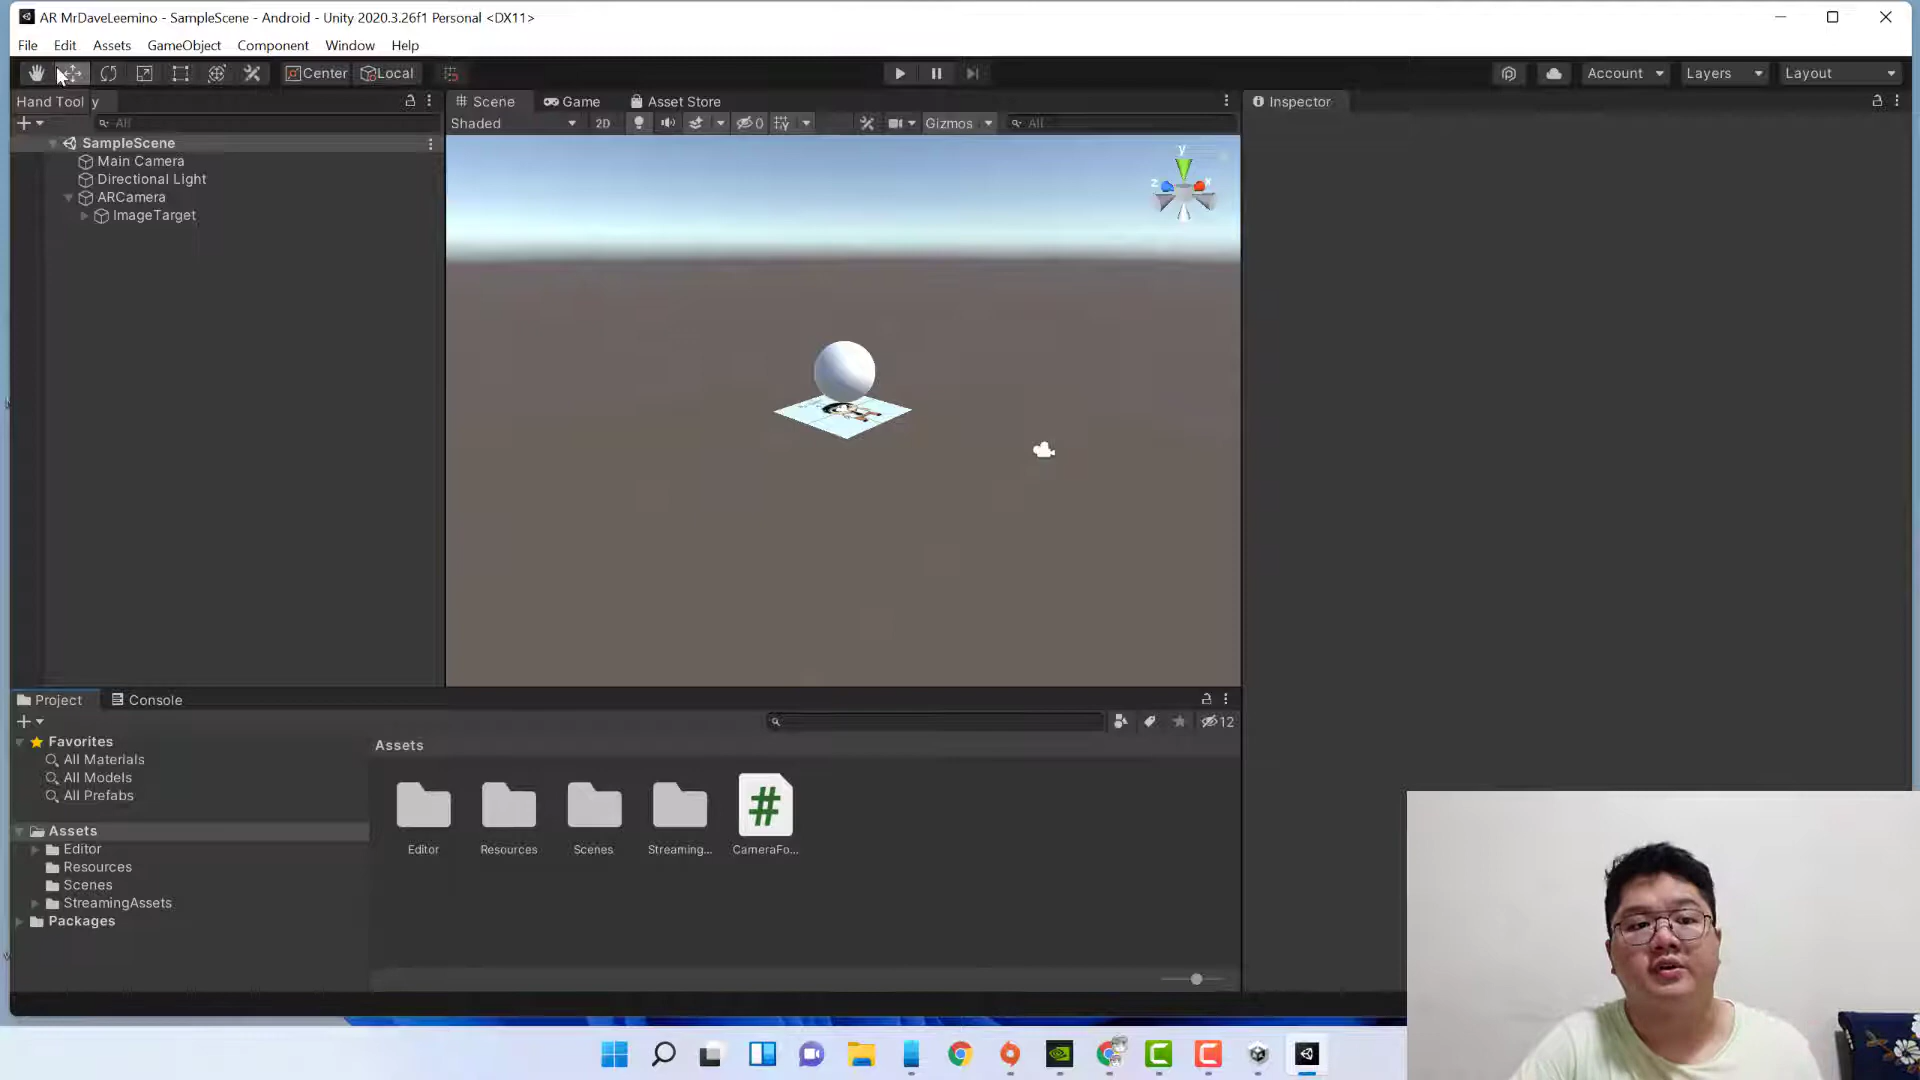 AR MrDaveLeemino - SampleScene - Android - Unity 2020.3.26f1 Personal <DX11>
File Edit Assets GameObject Component Window Help
Center Local Account Layers Layout
Hand Tool y
Scene Game Asset Store
Inspector
All
Shaded 2D 0 Gizmos All
SampleScene
Main Camera
Directional Light
ARCamera
ImageTarget
y
z x
Project Console
12
Favorites
All Materials
All Models
All Prefabs
Assets
Editor
Resources
Scenes
StreamingAssets
Packages
Assets
Editor Resources Scenes Streaming... CameraFo...